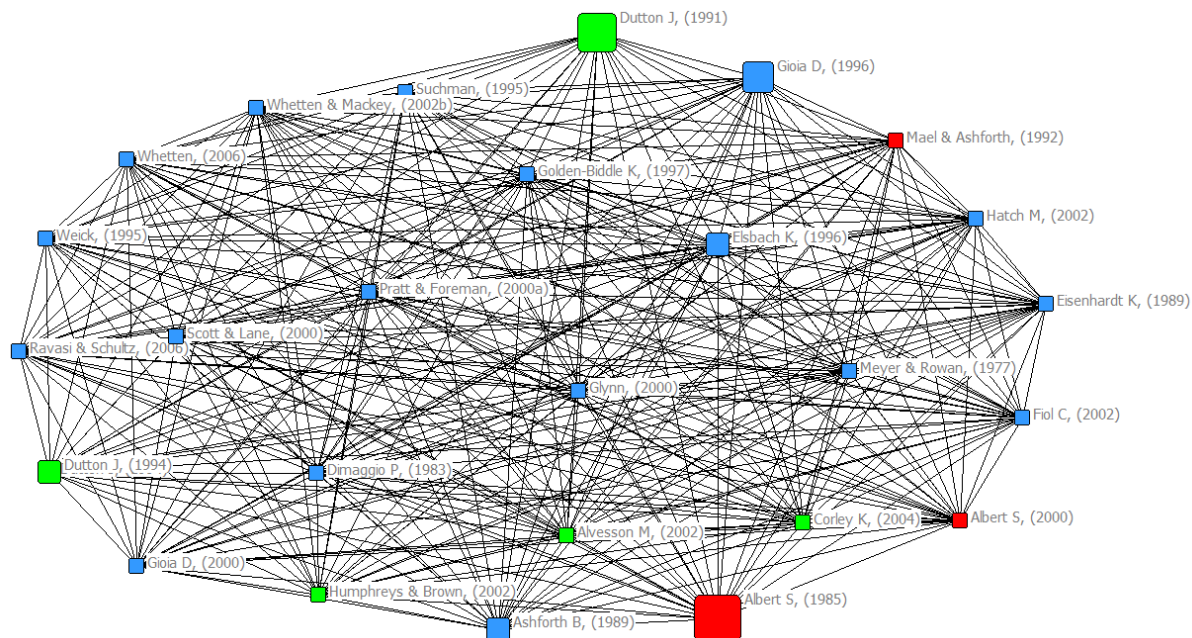 Dutton J, (1991)
Gioia D, (1996)
Suchman, (1995)
Whetten & Mackey, (2002b)
Mael & Ashforth, (1992)
Whetten, (2006)
Golden-Biddle K, (1997)
Hatch M, (2002)
Weick, (1995)
Elsbach K, (1996)
Pratt & Foreman, (2000a)
Eisenhardt K, (1989)
Scott & Lane, (2000)
Ravasi & Schultz, (2006)
Meyer & Rowan, (1977)
Glynn, (2000)
Fiol C, (2002)
Dutton J, (1994)
Dimaggio P, (1983)
Corley K, (2004)
Albert S, (2000)
Alvesson M, (2002)
Gioia D, (2000)
Humphreys & Brown, (2002)
Albert S, (1985)
Ashforth B, (1989)